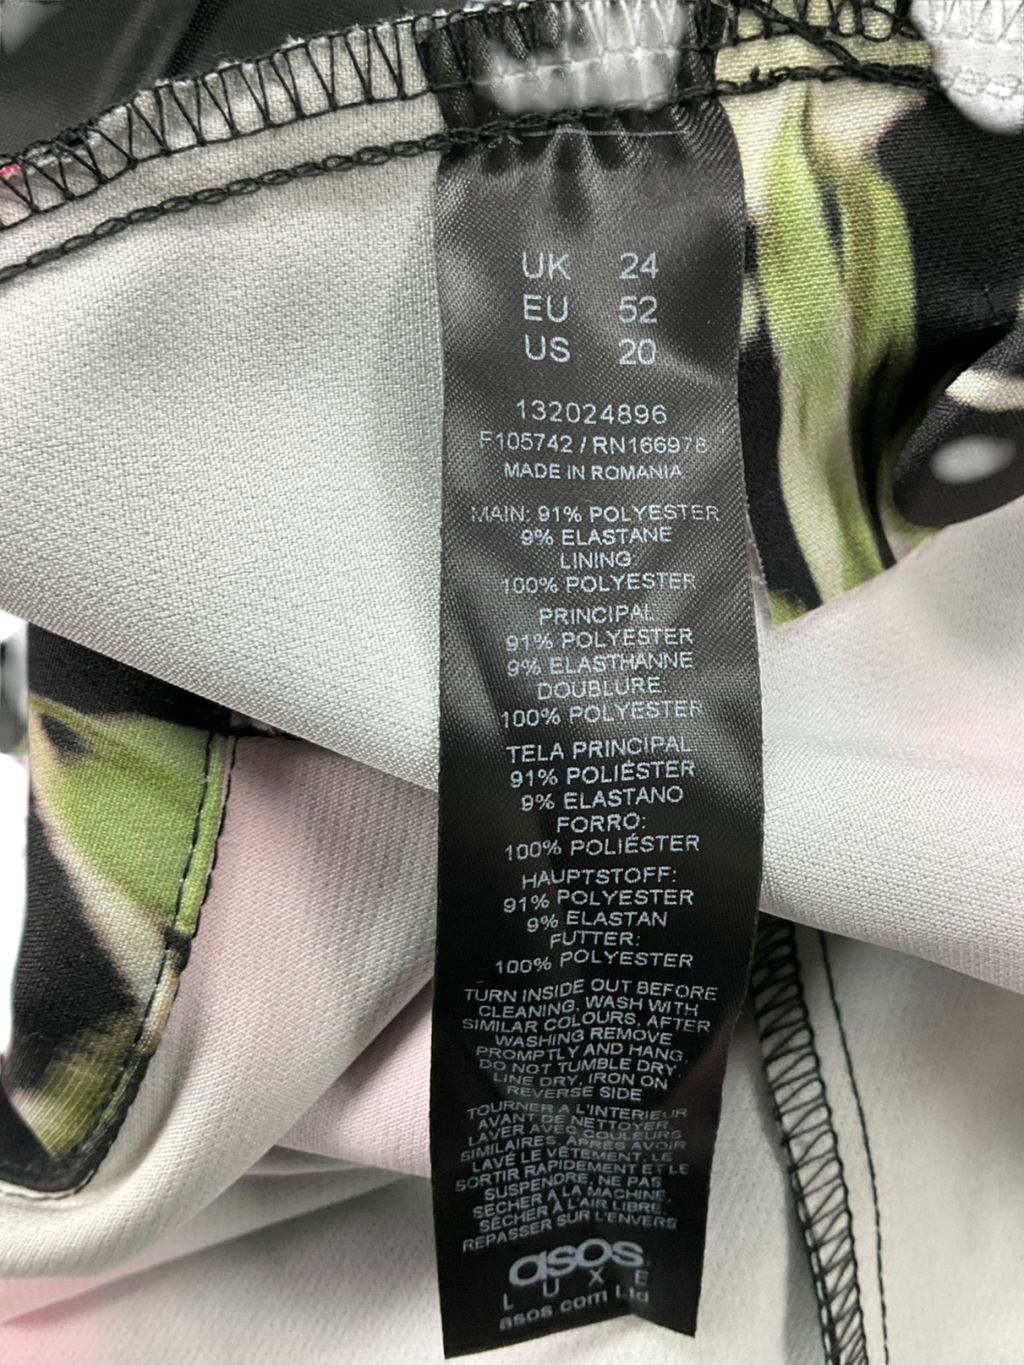 UK 24
EU 52
US 20
132024896
F105742 / RN166978
MADE IN ROMANIA
MAIN: 91% POLYESTER
9% ELASTANE
LINING
100% POLYESTER
PRINCIPAL
91% POLYESTER
9% ELASTHANNE
DOUBLURE
100% POLYESTER
TELA PRINCIPAL
91% POLIÉSTER
9% ELASTANO
FORRO:
100% POLIÉSTER
HAUPTSTOFF:
91% POLYESTER
9% ELASTAN
FUTTER:
100% POLYESTER
TURN INSIDE OUT BEFORE
CLEANING, WASH WITH
SIMILAR COLOURS, AFTER
WASHING REMOVE
PROMPTLY AND HANG,
DO NOT TUMBLE DRY,
LINE DRY, IRON ON
REVERSE SIDE
TOURNER A L'INTERIEUR
AVANT DE NETTOYER,
LAVER AVEC COULEURS
SIMILAIRES, APRES AVOIR
LAVÉ LE VÊTEMENT, LE
SORTIR RAPIDEMENT ET LE
SUSPENDRE, NE PAS
SÉCHER À LA MACHINE,
SÉCHER À L'AIR LIBRE,
REPASSER SUR L'ENVERS
asos
LUXE
asos.com Ltd